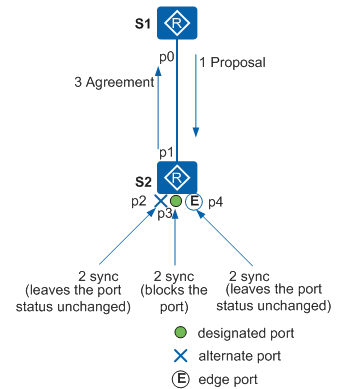 S1
R
p0
1 Proposal
3 Agreement
p1
S2
R
p2
p3
E
p4
2 sync
(leaves the port
status unchanged)
2 sync
(blocks the
port)
2 sync
(leaves the port
status unchanged)
designated port
alternate port
E
edge port